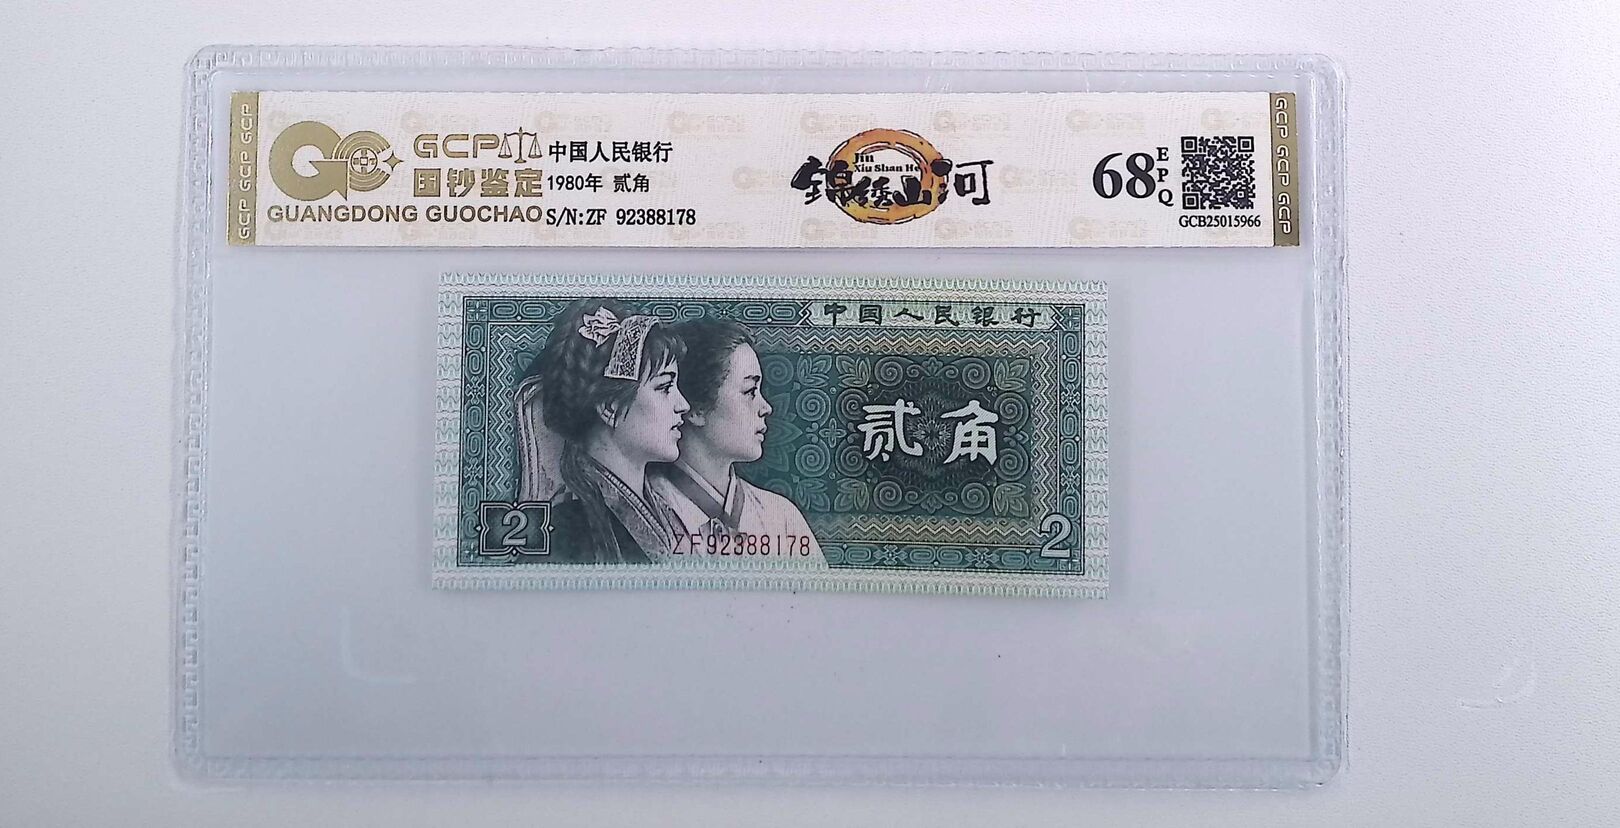 GCP GCP GCP
GCP
国钞鉴定
GUANGDONG GUOCHAO
中国人民银行
1980年 贰角
S/N:ZF 92388178
Jin
Xiu Shan He
锦绣山河
68
EPQ
GCB25015966
GCP GCP GCP
中国人民银行
贰角
2
2
ZF92388178